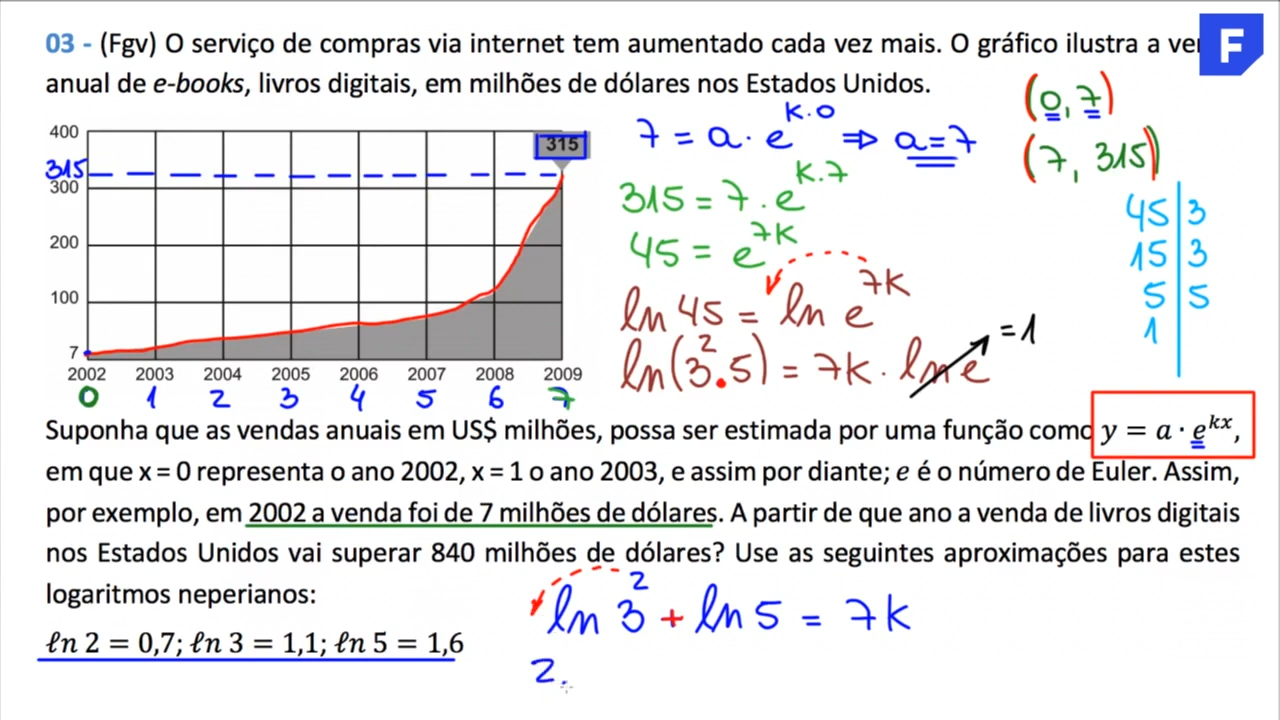 03 - (Fgv) O serviço de compras via internet tem aumentado cada vez mais. O gráfico ilustra a ve
F
anual de e-books, livros digitais, em milhões de dólares nos Estados Unidos.
(0, 7)
(7, 315)
400
315
300
200
100
7
315
2002 2003 2004 2005 2006 2007 2008 2009
0 1 2 3 4 5 6 7
7 = a · e^{k·0} ⇒ a=7
315 = 7 · e^{k·7}
45 = e^{7k}
ln 45 = ln e^{7k}
ln(3²·5) = 7k · ln e = 1
45 | 3
15 | 3
5 | 5
1 |
Suponha que as vendas anuais em US$ milhões, possa ser estimada por uma função como y = a · e^{kx},
em que x = 0 representa o ano 2002, x = 1 o ano 2003, e assim por diante; e é o número de Euler. Assim,
por exemplo, em 2002 a venda foi de 7 milhões de dólares. A partir de que ano a venda de livros digitais
nos Estados Unidos vai superar 840 milhões de dólares? Use as seguintes aproximações para estes
logaritmos neperianos:
ln 3² + ln 5 = 7k
ℓn 2 = 0,7; ℓn 3 = 1,1; ℓn 5 = 1,6
2.